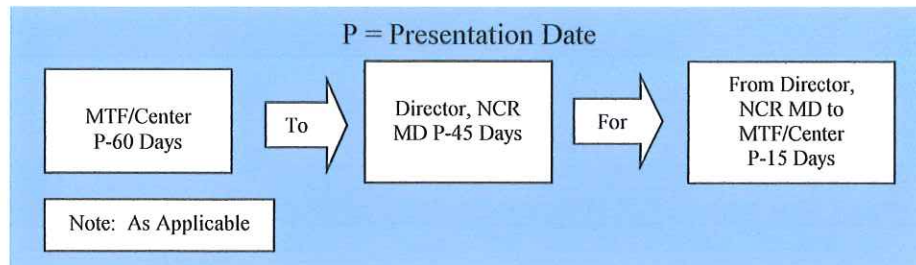 P = Presentation Date
MTF/Center
P-60 Days
To
Director, NCR
MD P-45 Days
For
From Director,
NCR MD to
MTF/Center
P-15 Days
Note: As Applicable